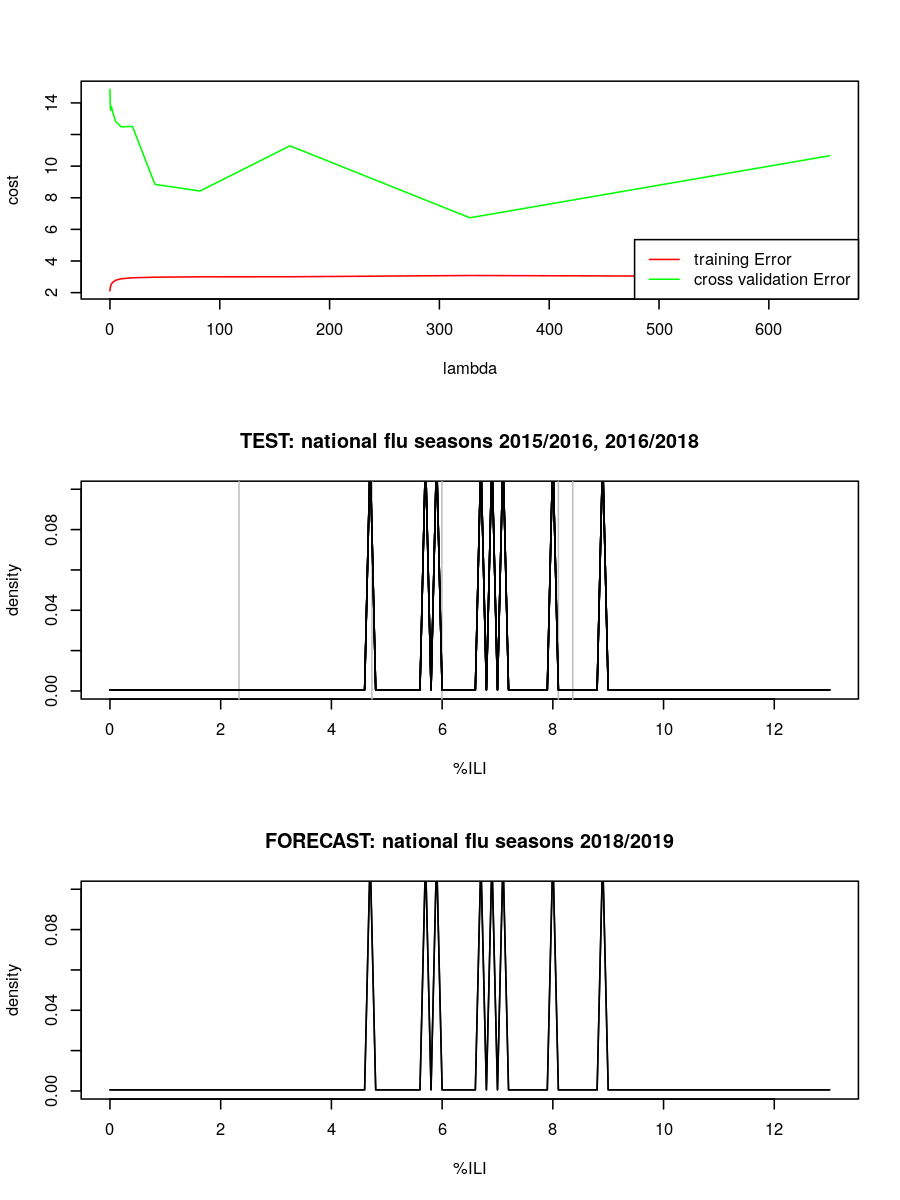 14
10
8
6
4
2
cost
training Error
cross validation Error
0 100 200 300 400 500 600
lambda
TEST: national flu seasons 2015/2016, 2016/2018
0.08
0.04
0.00
density
0 2 4 6 8 10 12
%ILI
FORECAST: national flu seasons 2018/2019
0.08
0.04
0.00
density
0 2 4 6 8 10 12
%ILI